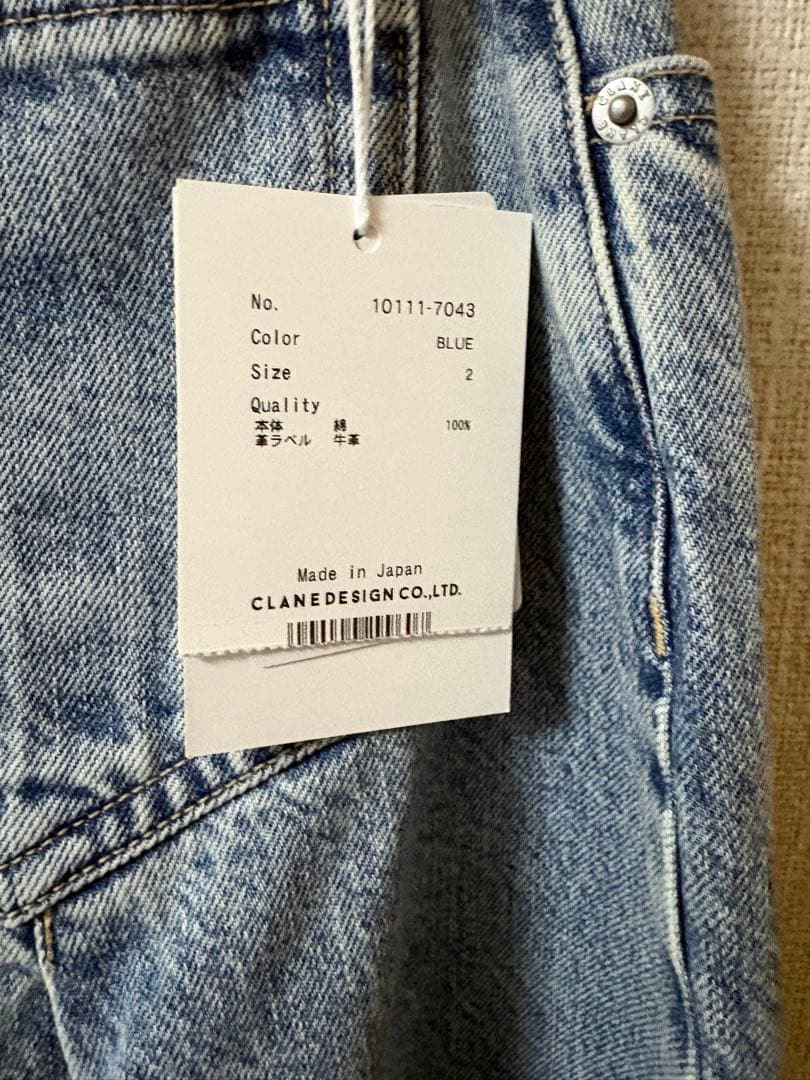 No. 10111-7043
Color BLUE
Size 2
Quality
本体 綿 100%
革ラベル 牛革
Made in Japan
CLANEDESIGN CO.,LTD.
CLANE